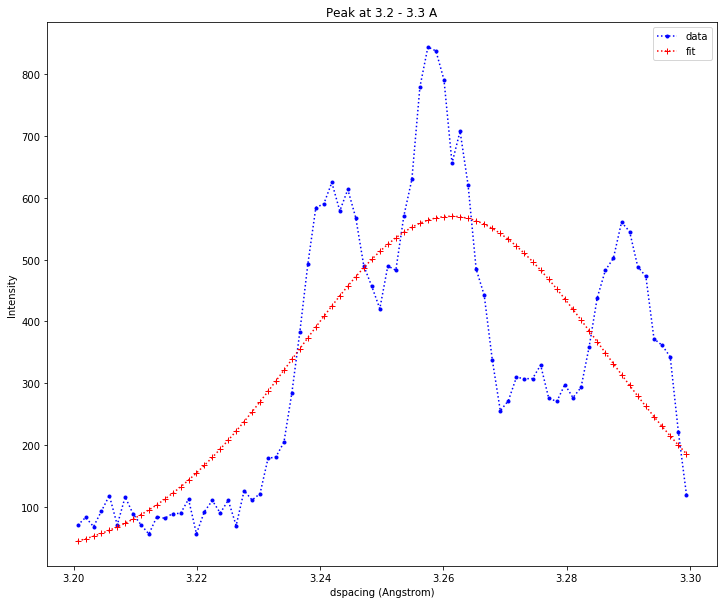 Peak at 3.2 - 3.3 A
data
fit
800
700
600
500
400
300
200
100
Intensity
3.20
3.22
3.24
3.26
3.28
3.30
dspacing (Angstrom)